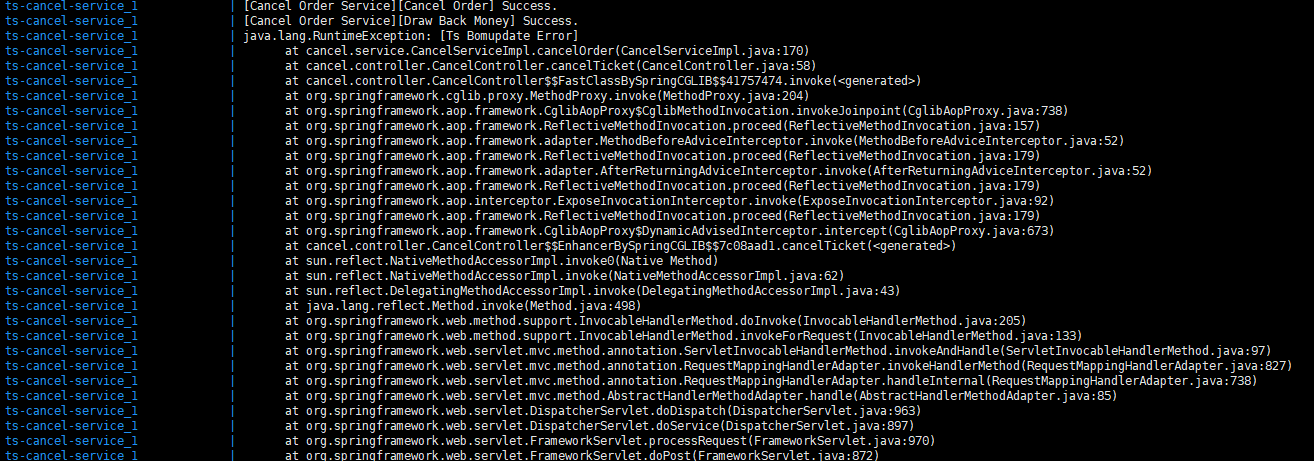 ts-cancel-service_1 | [Cancel Order Service][Cancel Order] Success.
ts-cancel-service_1 | [Cancel Order Service][Draw Back Money] Success.
ts-cancel-service_1 | java.lang.RuntimeException: [Ts Bomupdate Error]
ts-cancel-service_1 | at cancel.service.CancelServiceImpl.cancelOrder(CancelServiceImpl.java:170)
ts-cancel-service_1 | at cancel.controller.CancelController.cancelTicket(CancelController.java:58)
ts-cancel-service_1 | at cancel.controller.CancelController$$FastClassBySpringCGLIB$$41757474.invoke(<generated>)
ts-cancel-service_1 | at org.springframework.cglib.proxy.MethodProxy.invoke(MethodProxy.java:204)
ts-cancel-service_1 | at org.springframework.aop.framework.CglibAopProxy$CglibMethodInvocation.invokeJoinpoint(CglibAopProxy.java:738)
ts-cancel-service_1 | at org.springframework.aop.framework.ReflectiveMethodInvocation.proceed(ReflectiveMethodInvocation.java:157)
ts-cancel-service_1 | at org.springframework.aop.framework.adapter.MethodBeforeAdviceInterceptor.invoke(MethodBeforeAdviceInterceptor.java:52)
ts-cancel-service_1 | at org.springframework.aop.framework.ReflectiveMethodInvocation.proceed(ReflectiveMethodInvocation.java:179)
ts-cancel-service_1 | at org.springframework.aop.framework.adapter.AfterReturningAdviceInterceptor.invoke(AfterReturningAdviceInterceptor.java:52)
ts-cancel-service_1 | at org.springframework.aop.framework.ReflectiveMethodInvocation.proceed(ReflectiveMethodInvocation.java:179)
ts-cancel-service_1 | at org.springframework.aop.interceptor.ExposeInvocationInterceptor.invoke(ExposeInvocationInterceptor.java:92)
ts-cancel-service_1 | at org.springframework.aop.framework.ReflectiveMethodInvocation.proceed(ReflectiveMethodInvocation.java:179)
ts-cancel-service_1 | at org.springframework.aop.framework.CglibAopProxy$DynamicAdvisedInterceptor.intercept(CglibAopProxy.java:673)
ts-cancel-service_1 | at cancel.controller.CancelController$$EnhancerBySpringCGLIB$$7c08aad1.cancelTicket(<generated>)
ts-cancel-service_1 | at sun.reflect.NativeMethodAccessorImpl.invoke0(Native Method)
ts-cancel-service_1 | at sun.reflect.NativeMethodAccessorImpl.invoke(NativeMethodAccessorImpl.java:62)
ts-cancel-service_1 | at sun.reflect.DelegatingMethodAccessorImpl.invoke(DelegatingMethodAccessorImpl.java:43)
ts-cancel-service_1 | at java.lang.reflect.Method.invoke(Method.java:498)
ts-cancel-service_1 | at org.springframework.web.method.support.InvocableHandlerMethod.doInvoke(InvocableHandlerMethod.java:205)
ts-cancel-service_1 | at org.springframework.web.method.support.InvocableHandlerMethod.invokeForRequest(InvocableHandlerMethod.java:133)
ts-cancel-service_1 | at org.springframework.web.servlet.mvc.method.annotation.ServletInvocableHandlerMethod.invokeAndHandle(ServletInvocableHandlerMethod.java:97)
ts-cancel-service_1 | at org.springframework.web.servlet.mvc.method.annotation.RequestMappingHandlerAdapter.invokeHandlerMethod(RequestMappingHandlerAdapter.java:827)
ts-cancel-service_1 | at org.springframework.web.servlet.mvc.method.annotation.RequestMappingHandlerAdapter.handleInternal(RequestMappingHandlerAdapter.java:738)
ts-cancel-service_1 | at org.springframework.web.servlet.mvc.method.AbstractHandlerMethodAdapter.handle(AbstractHandlerMethodAdapter.java:85)
ts-cancel-service_1 | at org.springframework.web.servlet.DispatcherServlet.doDispatch(DispatcherServlet.java:963)
ts-cancel-service_1 | at org.springframework.web.servlet.DispatcherServlet.doService(DispatcherServlet.java:897)
ts-cancel-service_1 | at org.springframework.web.servlet.FrameworkServlet.processRequest(FrameworkServlet.java:970)
ts-cancel-service_1 | at org.springframework.web.servlet.FrameworkServlet.doPost(FrameworkServlet.java:872)